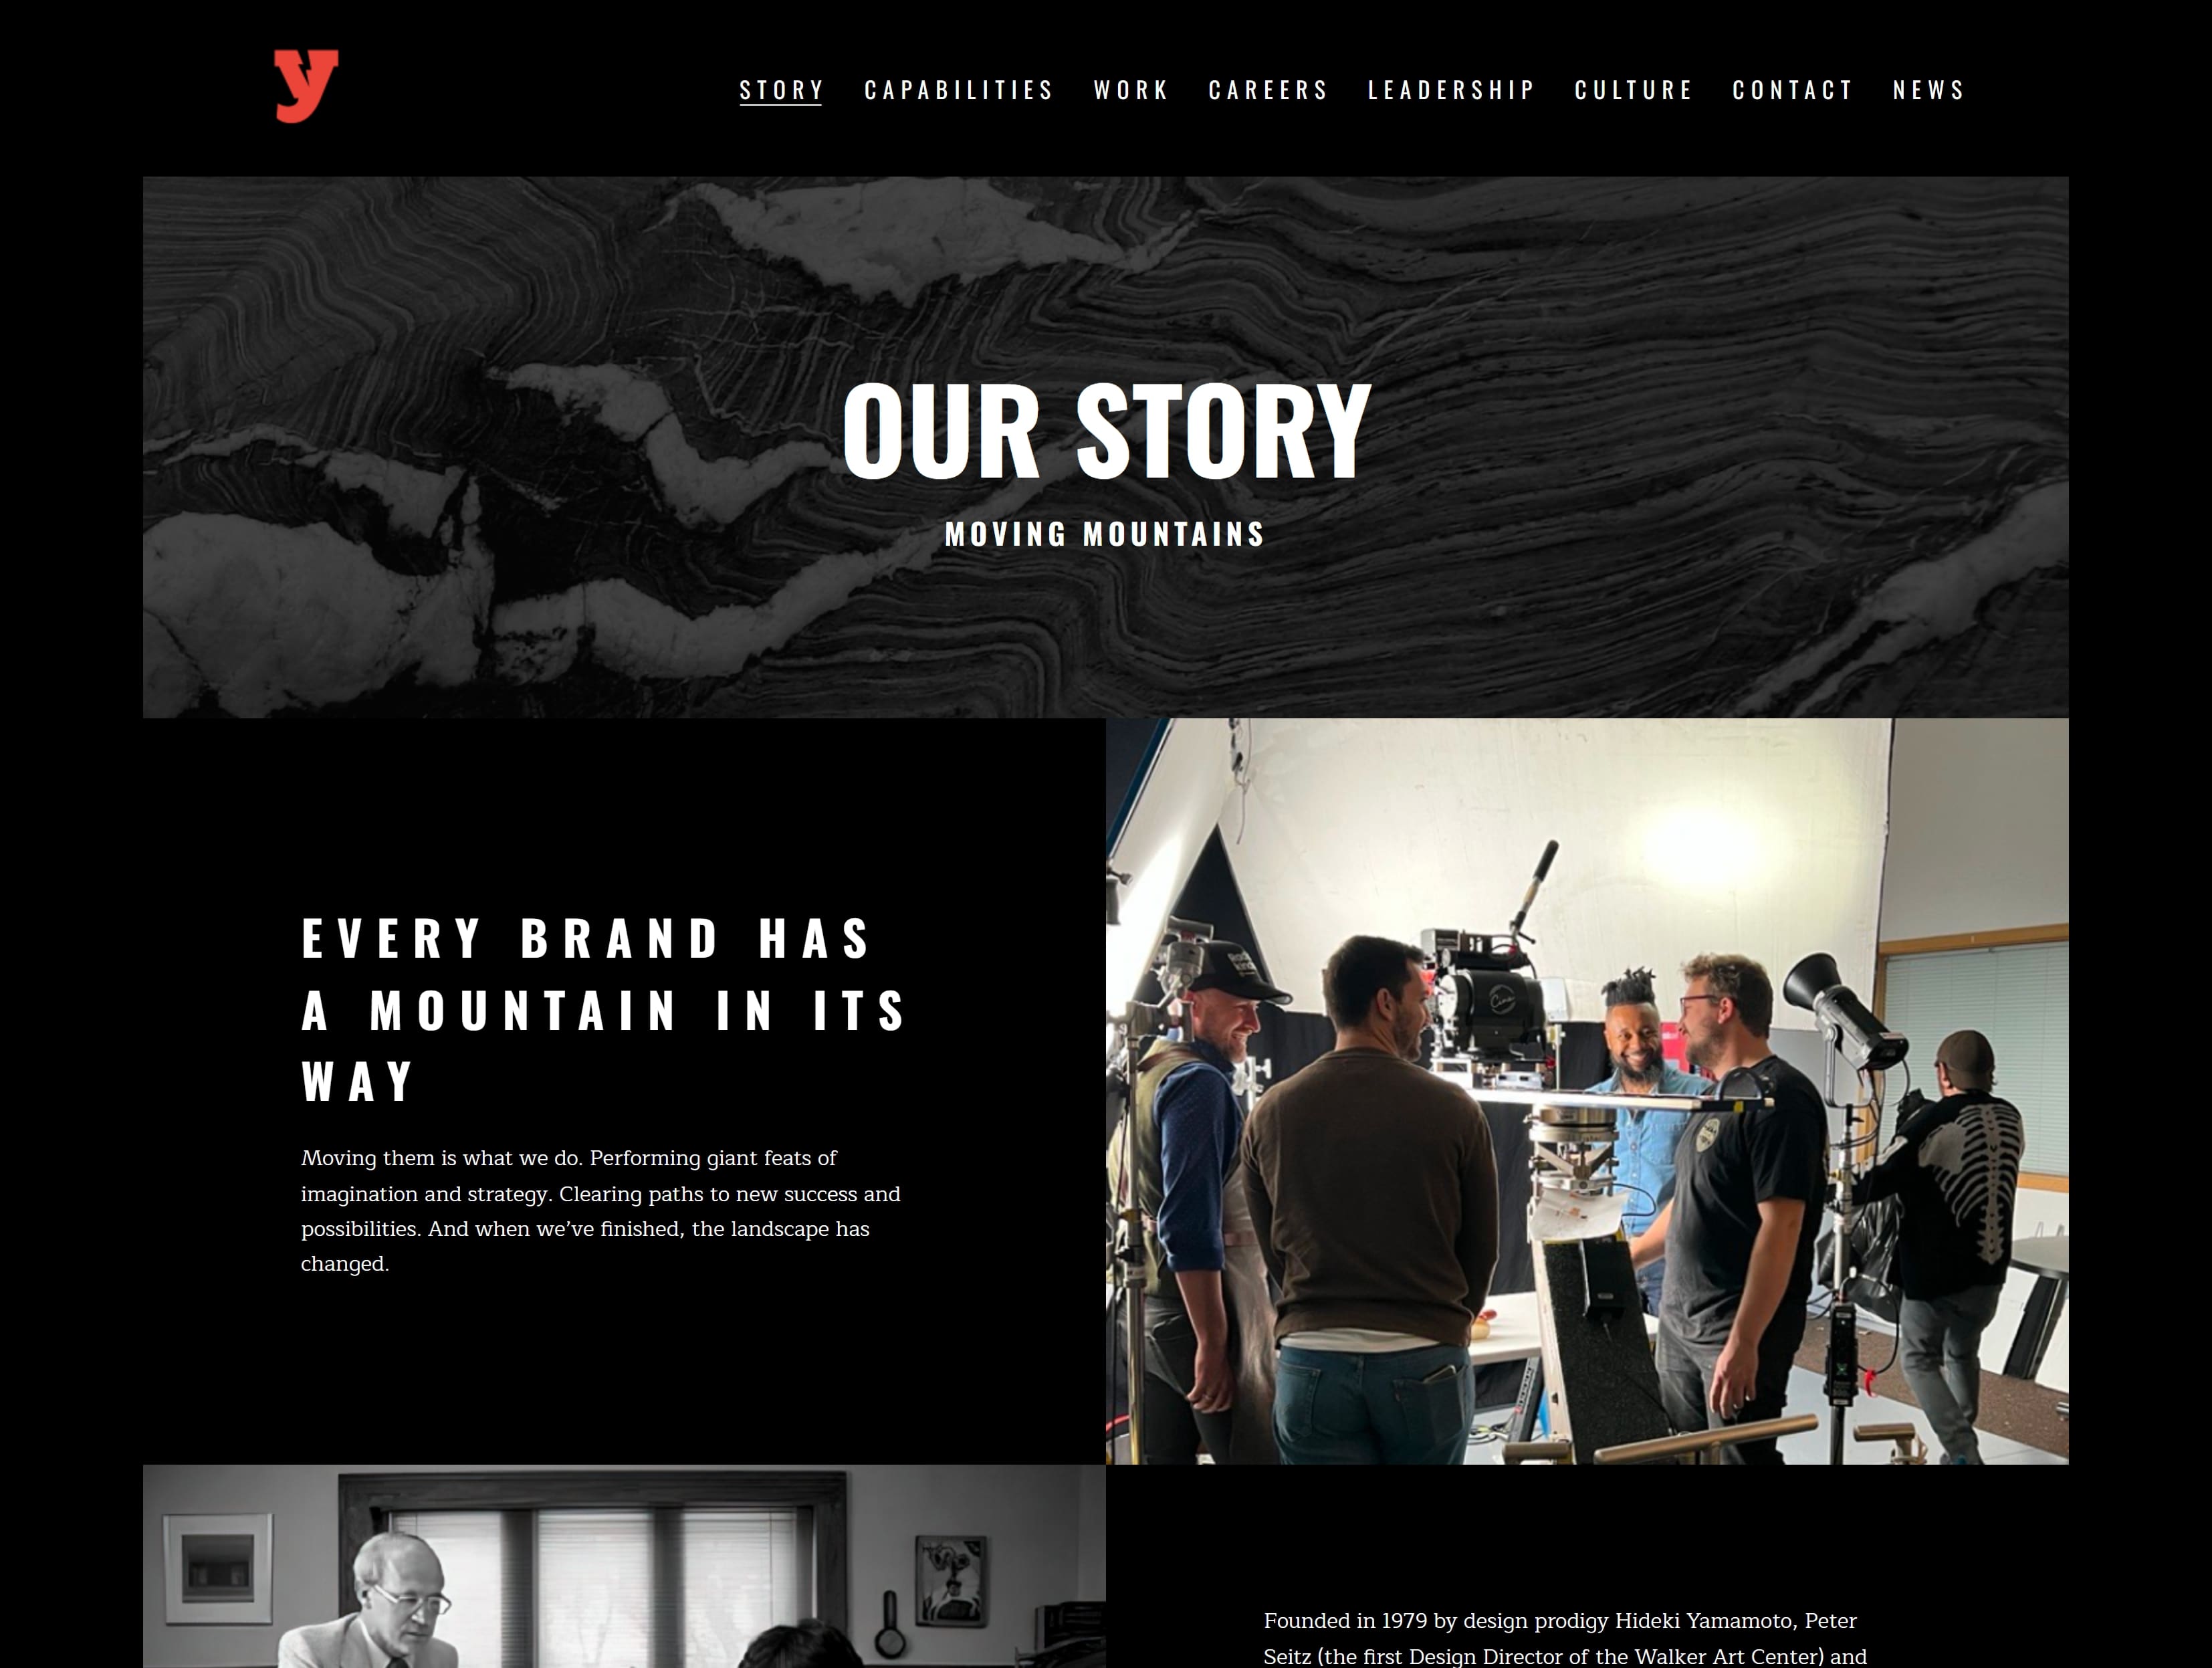 y
STORY CAPABILITIES WORK CAREERS LEADERSHIP CULTURE CONTACT NEWS
OUR STORY
MOVING MOUNTAINS
EVERY BRAND HAS
A MOUNTAIN IN ITS
WAY
Moving them is what we do. Performing giant feats of
imagination and strategy. Clearing paths to new success and
possibilities. And when we’ve finished, the landscape has
changed.
Cine
Founded in 1979 by design prodigy Hideki Yamamoto, Peter
Seitz (the first Design Director of the Walker Art Center) and